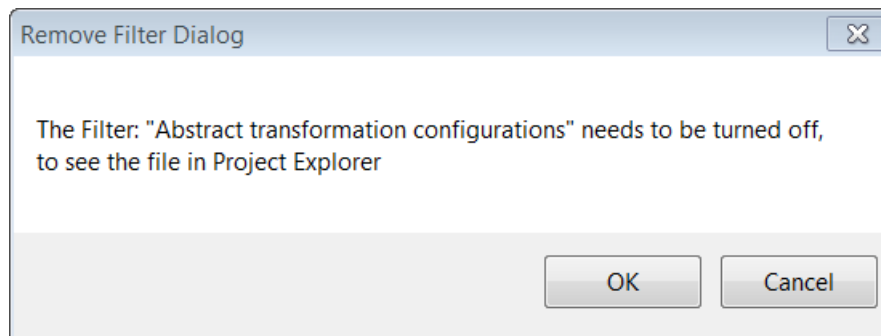 Remove Filter Dialog
The Filter: "Abstract transformation configurations" needs to be turned off,
to see the file in Project Explorer
OK Cancel